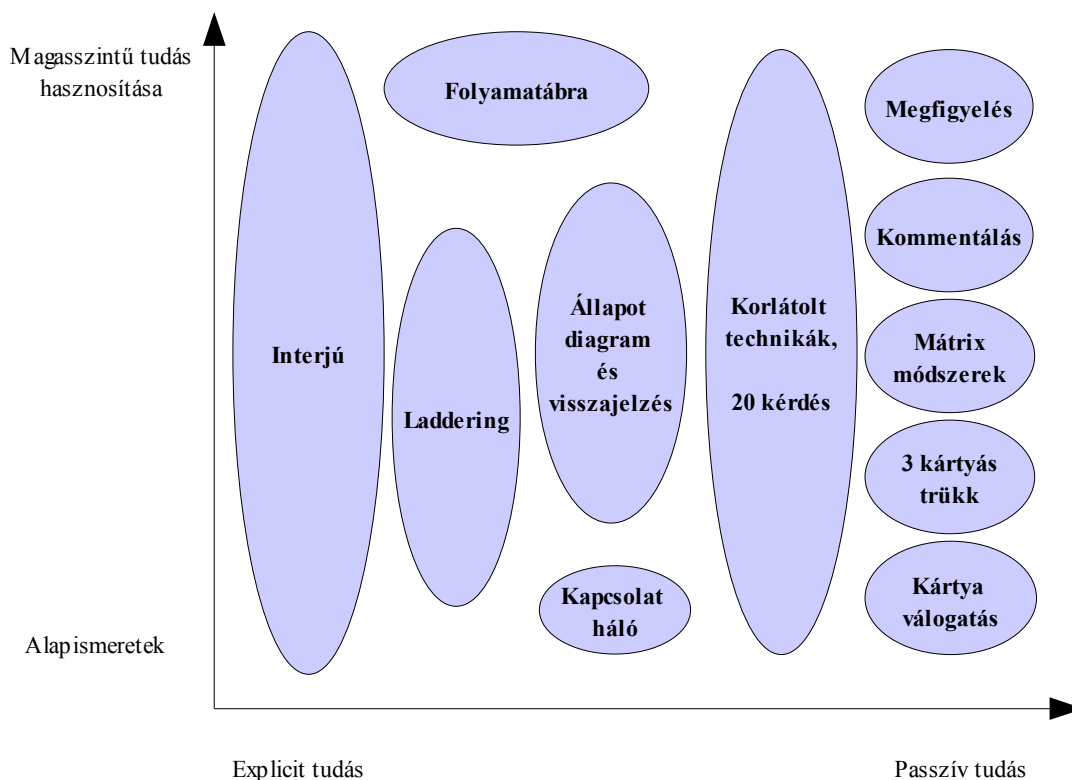 Magasszintű tudás
hasznosítása
Folyamatábra
Megfigyelés
Kommentálás
Állapot
diagram
és
visszajelzés
Korlátolt
technikák,
20 kérdés
Mátrix
módszerek
Interjú
Laddering
3 kártyás
trükk
Kapcsolat
háló
Kártya
válogatás
Alapismeretek
Explicit tudás
Passzív tudás